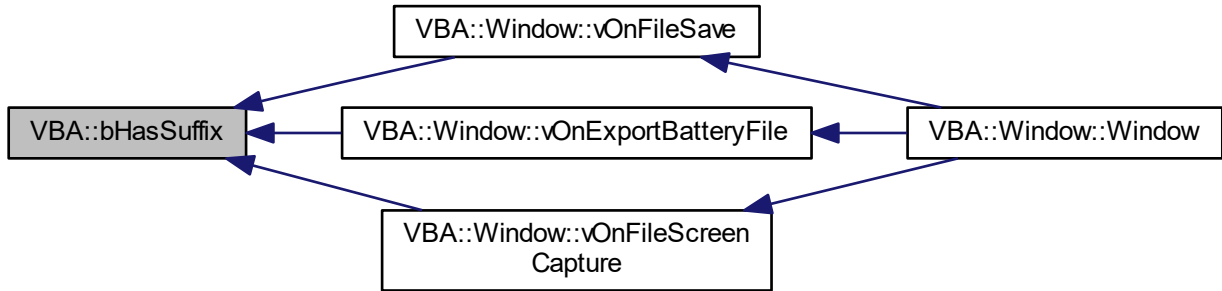 VBA::Window::vOnFileSave
VBA::bHasSuffix
VBA::Window::vOnExportBatteryFile
VBA::Window::Window
VBA::Window::vOnFileScreen
Capture